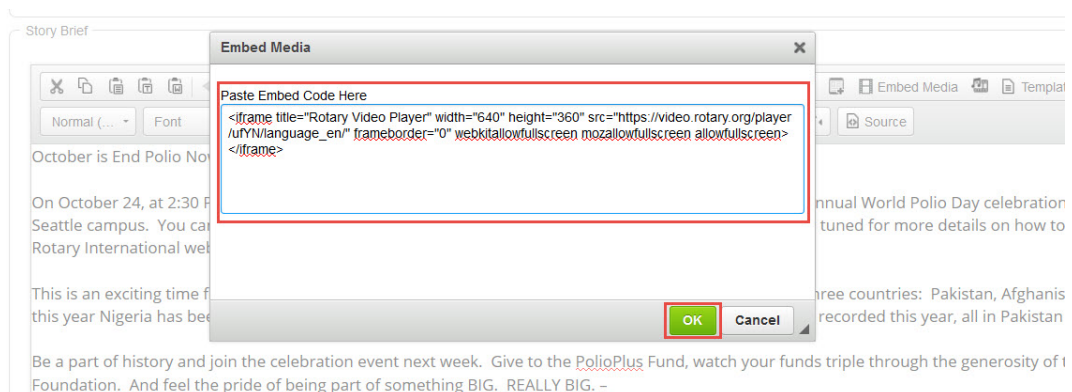 Story Brief
Embed Media
Embed Media
Templa
Paste Embed Code Here
Normal (...
Font
Source
<iframe title="Rotary Video Player" width="640" height="360" src="https://video.rotary.org/player
/ufYN/language_en/" frameborder="0" webkitallowfullscreen mozallowfullscreen allowfullscreen>
</iframe>
October is End Polio No
On October 24, at 2:30 P nnual World Polio Day celebration
Seattle campus. You ca tuned for more details on how to
Rotary International we
This is an exciting time f hree countries: Pakistan, Afghanis
this year Nigeria has bee recorded this year, all in Pakistan
OK
Cancel
Be a part of history and join the celebration event next week. Give to the PolioPlus Fund, watch your funds triple through the generosity of t
Foundation. And feel the pride of being part of something BIG. REALLY BIG. –